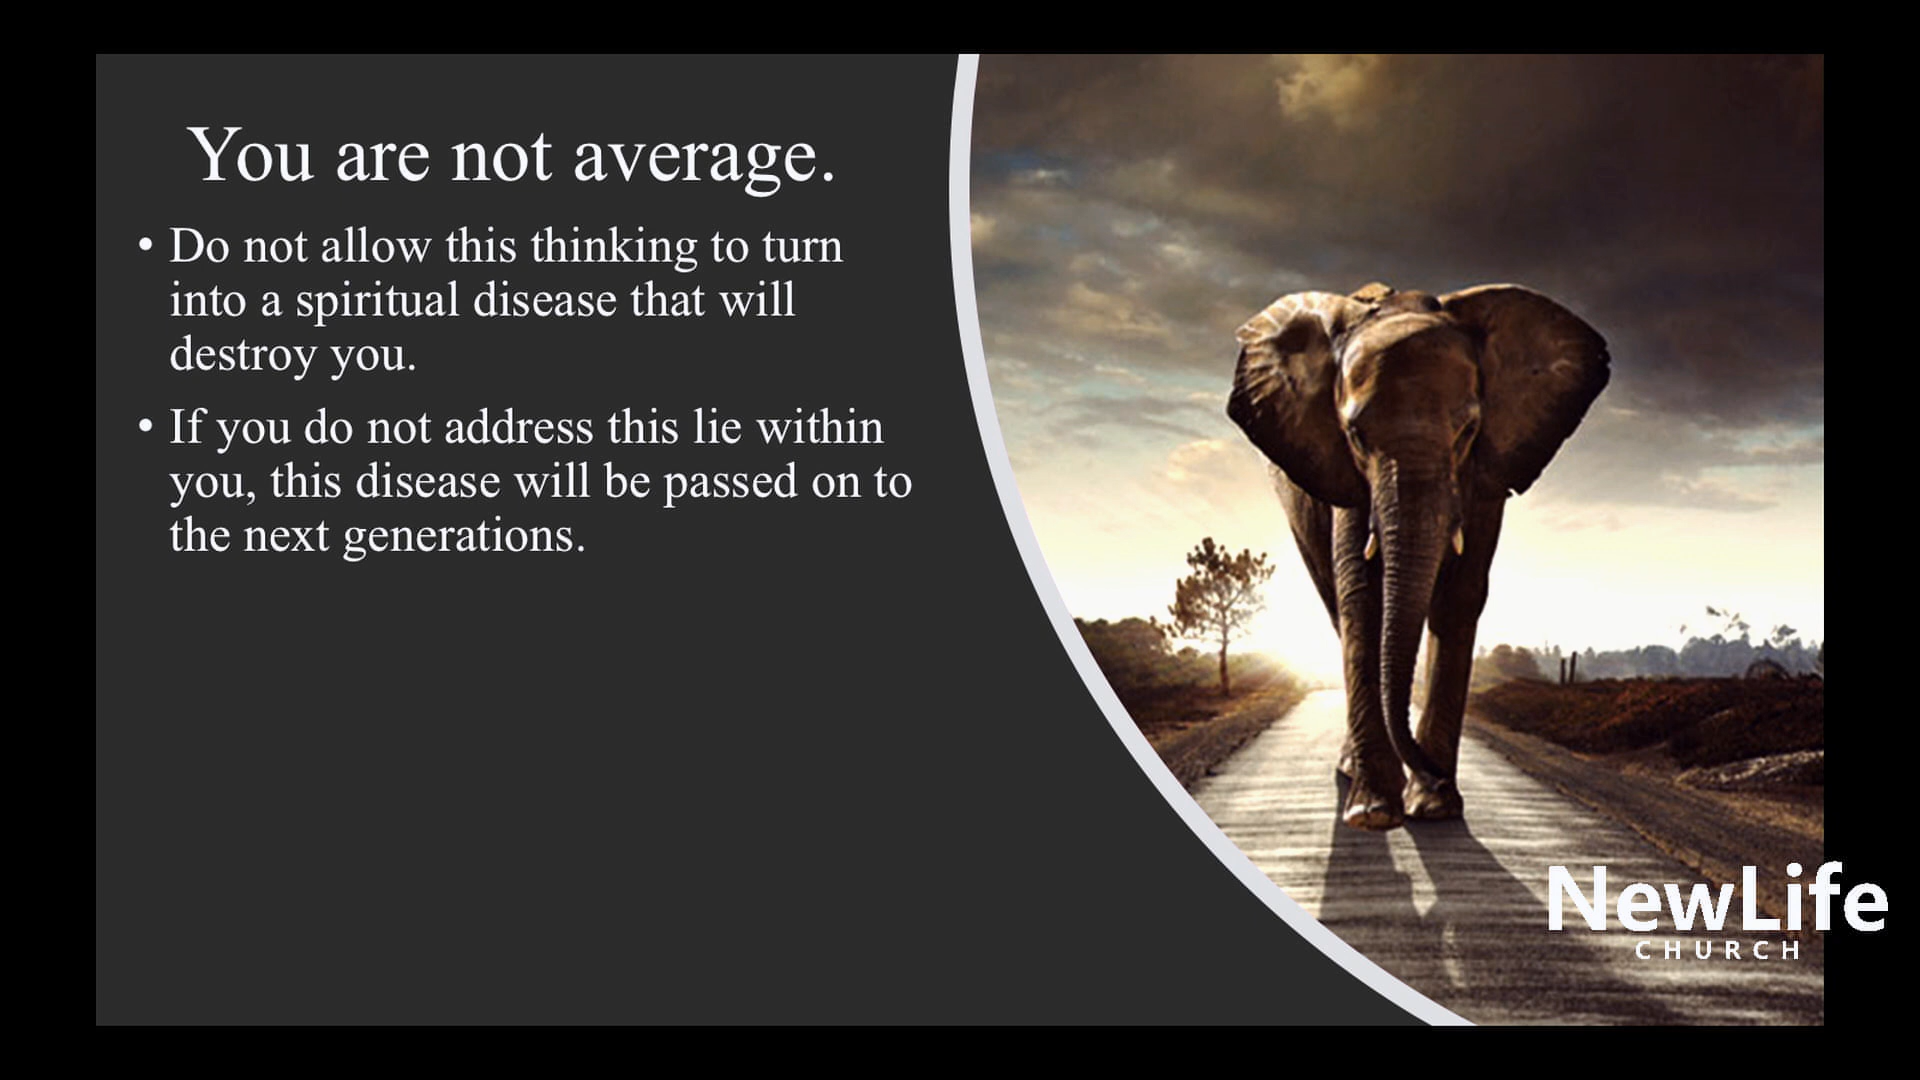 You are not average.
• Do not allow this thinking to turn
into a spiritual disease that will
destroy you.
• If you do not address this lie within
you, this disease will be passed on to
the next generations.
NewLife
CHURCH